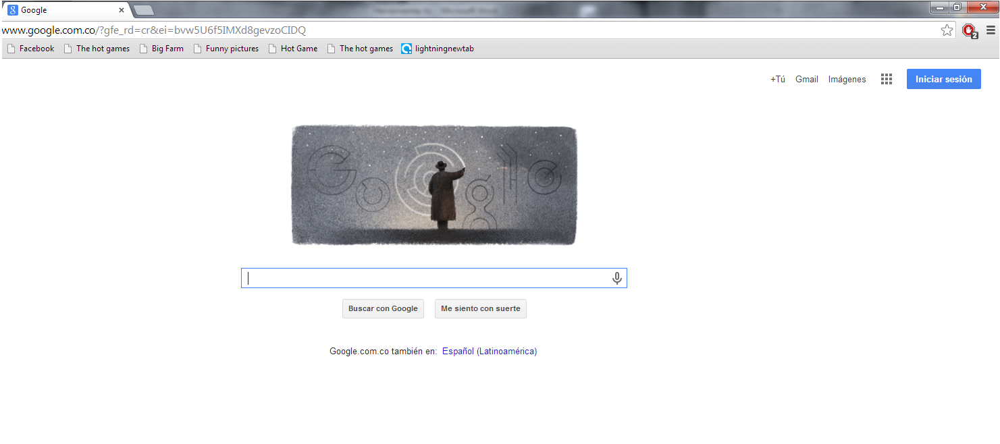 Google
www.google.com.co/?gfe_rd=cr&ei=bvw5U6f5IMXd8gevzoCIDQ
2
Facebook The hot games Big Farm Funny pictures Hot Game The hot games lightningnewtab
+Tú Gmail Imágenes Iniciar sesión
Google
Buscar con Google Me siento con suerte
Google.com.co también en: Español (Latinoamérica)